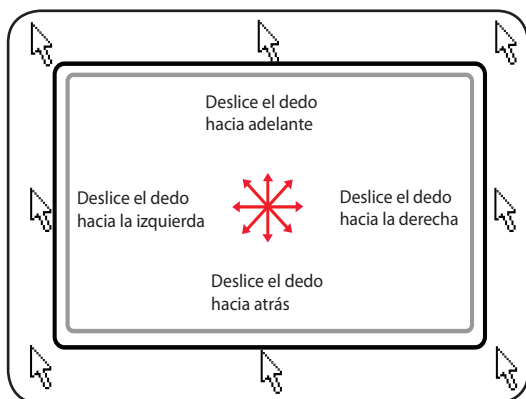 Deslice el dedo
hacia adelante
Deslice el dedo
hacia la izquierda
Deslice el dedo
hacia la derecha
Deslice el dedo
hacia atrás